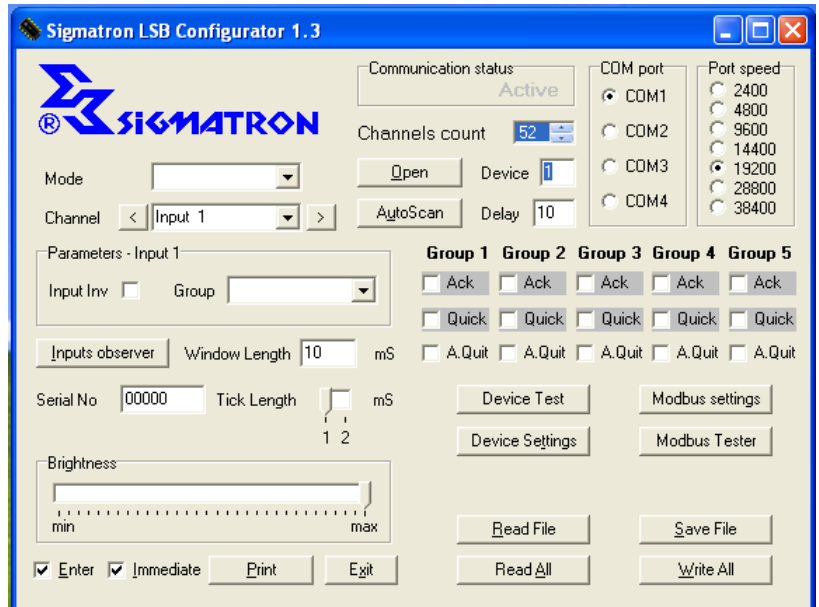 Sigmatron LSB Configurator 1.3
® SIGMATRON
Communication status
Active
Channels count 52
COM port
COM1
COM2
COM3
COM4
Port speed
2400
4800
9600
14400
19200
28800
38400
Mode
Open Device 1
Channel < Input 1 >
AutoScan Delay 10
Parameters - Input 1
Input Inv Group
Group 1 Group 2 Group 3 Group 4 Group 5
Ack Ack Ack Ack Ack
Quick Quick Quick Quick Quick
A.Quit A.Quit A.Quit A.Quit A.Quit
Inputs observer Window Length 10 mS
Serial No 00000 Tick Length mS
1 2
Device Test Modbus settings
Device Settings Modbus Tester
Brightness
min max
Read File Save File
Enter Immediate Print Exit Read All Write All